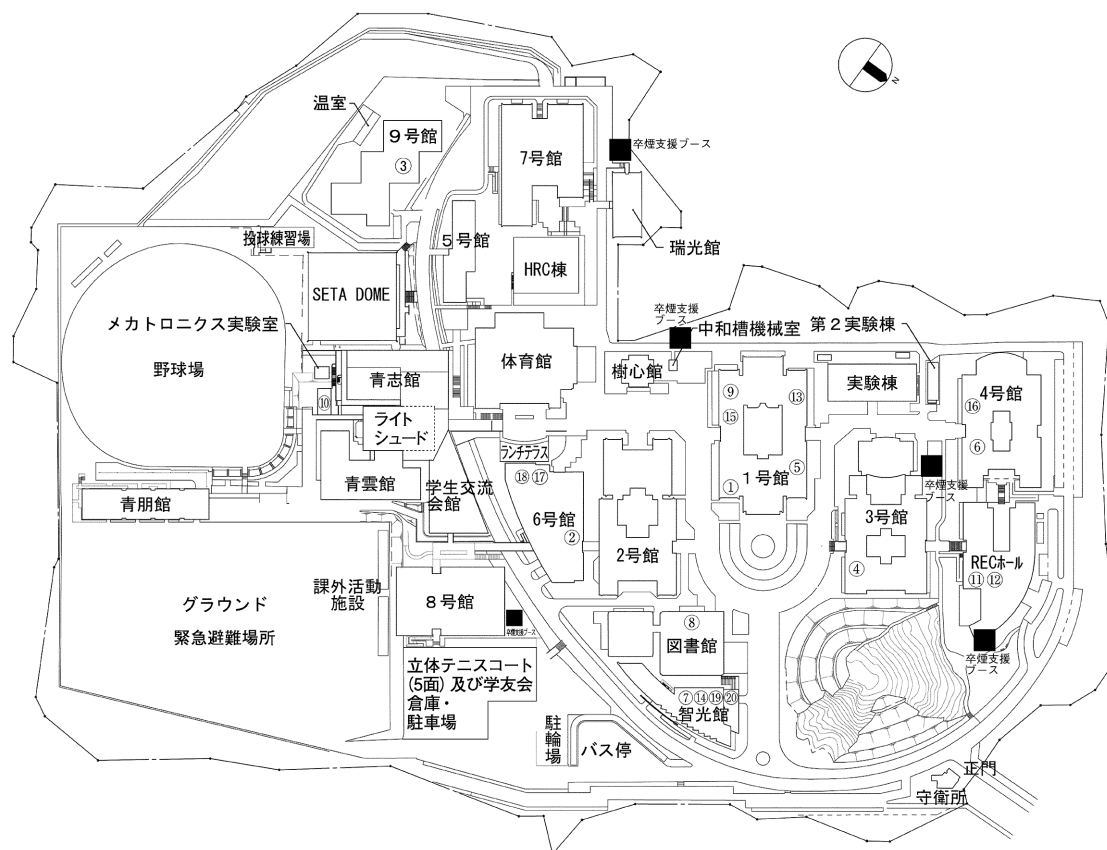 温室
9号館
③
7号館
卒煙支援ブース
N
投球練習場
5号館
HRC棟
瑞光館
SETA DOME
メカトロニクス実験室
野球場
青志館
⑩
体育館
卒煙支援
ブース
中和槽機械室
第2実験棟
樹心館
⑨
⑬
⑮
⑤
①
1号館
実験棟
4号館
⑯
⑥
ライト
シュード
ランチテラス
青雲館
学生交流
会館
⑱⑰
6号館
②
2号館
3号館
④
卒煙支援
ブース
RECホール
⑪⑫
青朋館
グラウンド
緊急避難場所
課外活動
施設
8号館
卒煙支援ブース
⑧
図書館
卒煙支援
ブース
立体テニスコート
(5面)及び学友会
倉庫・
駐車場
⑦⑭⑲⑳
智光館
駐輪場
バス停
正門
守衛所